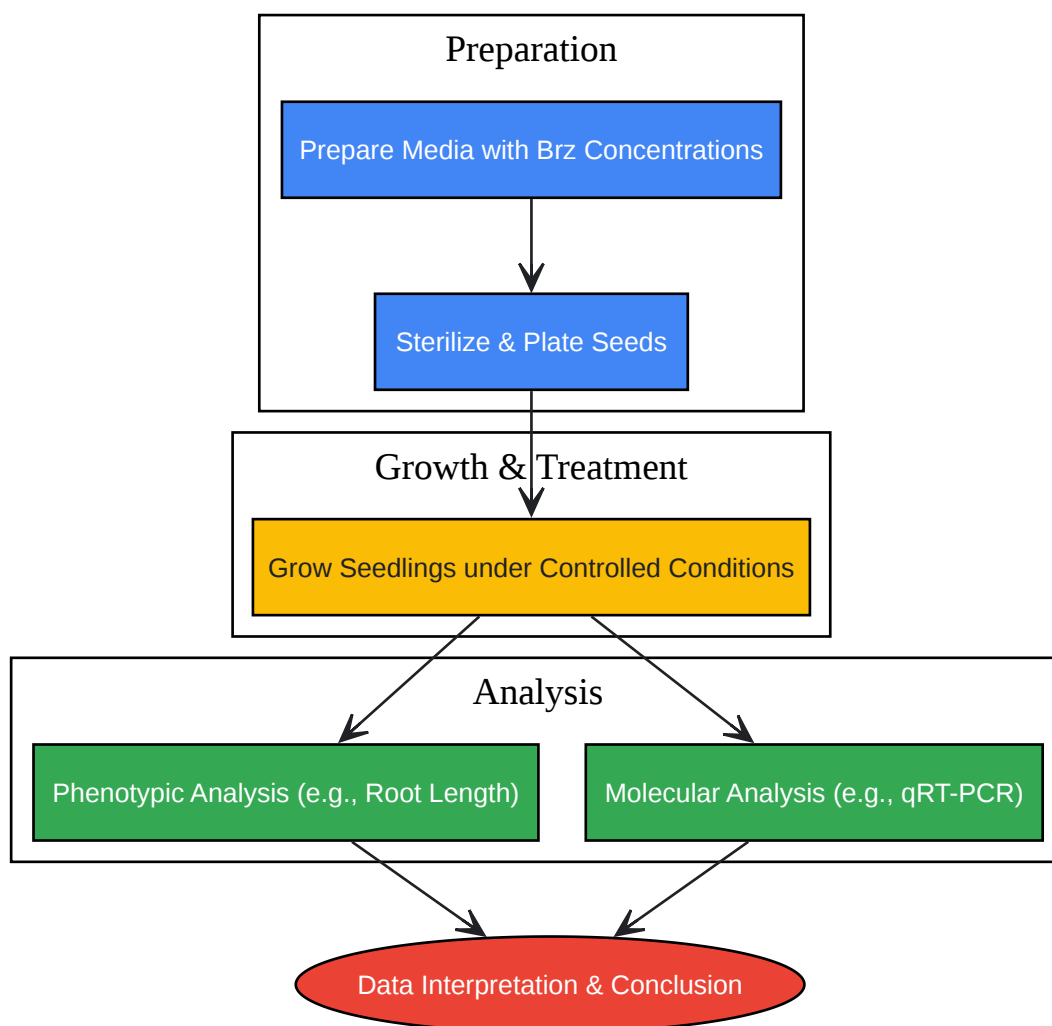 Preparation
Prepare Media with Brz Concentrations
Sterilize & Plate Seeds
Growth & Treatment
Grow Seedlings under Controlled Conditions
Analysis
Phenotypic Analysis (e.g., Root Length)
Molecular Analysis (e.g., qRT-PCR)
Data Interpretation & Conclusion